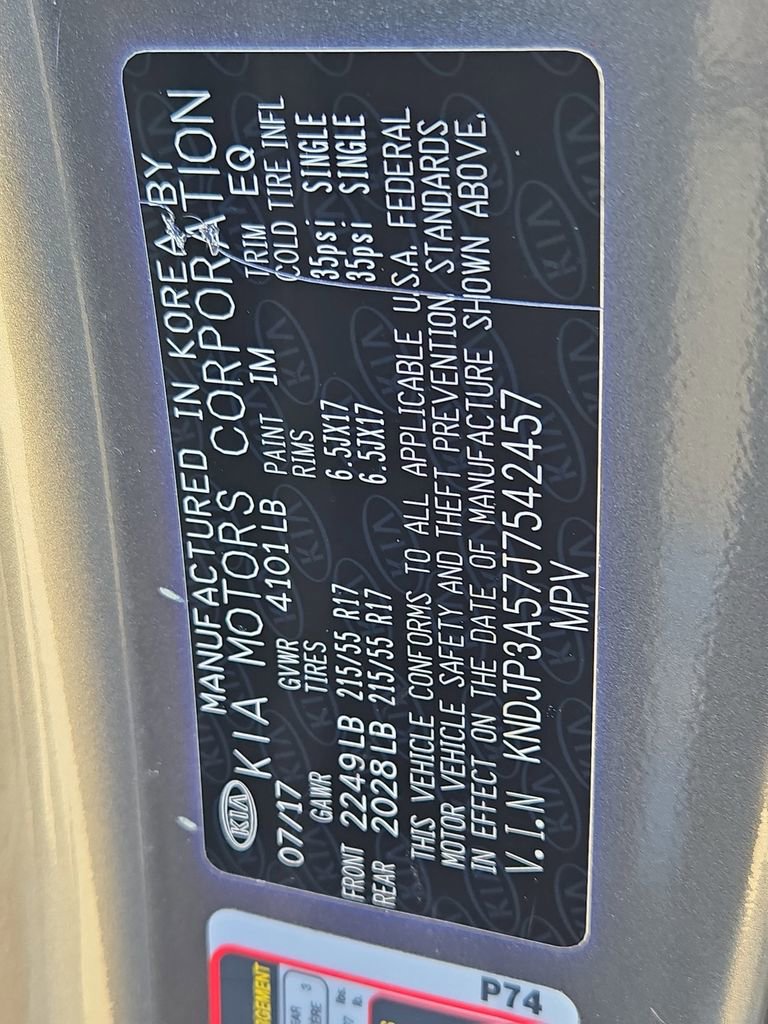 MANUFACTURED IN KOREA BY
KIA KIA MOTORS CORPORATION
07/17 GVWR 4101LB PAINT IM TRIM EQ
GAWR TIRES RIMS COLD TIRE INFL
FRONT 2249LB 215/55 R17 6.5JX17 35psi SINGLE
REAR 2028LB 215/55 R17 6.5JX17 35psi SINGLE
THIS VEHICLE CONFORMS TO ALL APPLICABLE U.S.A. FEDERAL
MOTOR VEHICLE SAFETY AND THEFT PREVENTION STANDARDS
IN EFFECT ON THE DATE OF MANUFACTURE SHOWN ABOVE.
V.I.N KNDJP3A57J7542457
MPV
P74